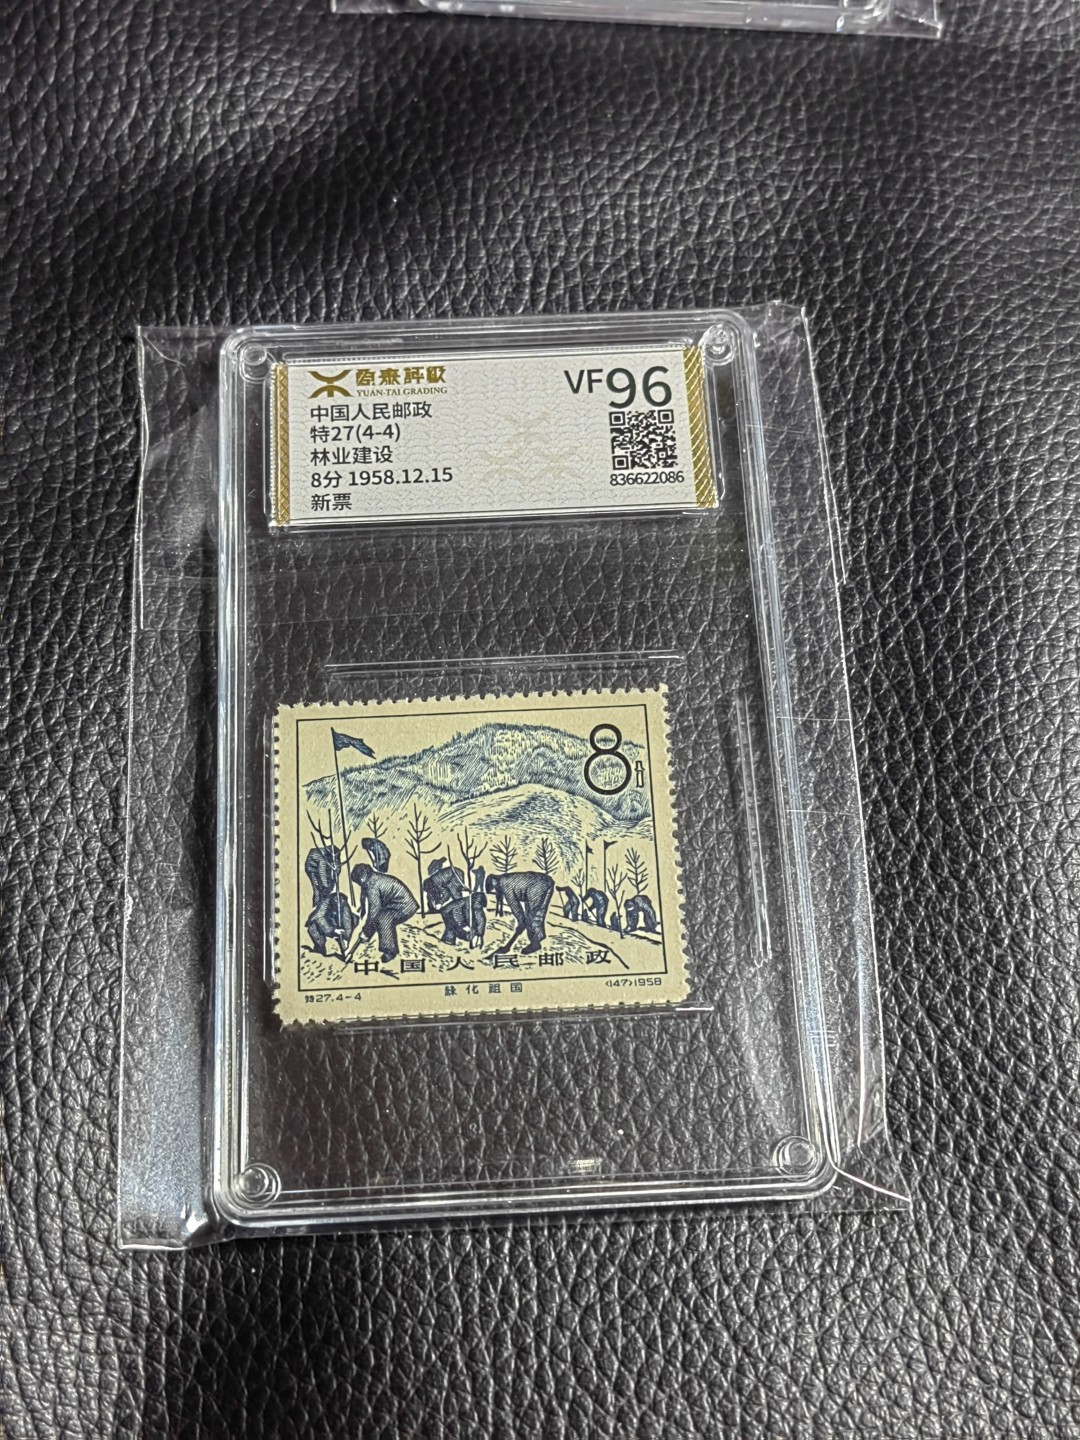 源泰評級
YUAN·TAI GRADING
VF96
中国人民邮政
特27(4-4)
林业建设
8分 1958.12.15
新票
836622086
8分
中国人民邮政
特27.4-4
綠化祖国
(147)1958